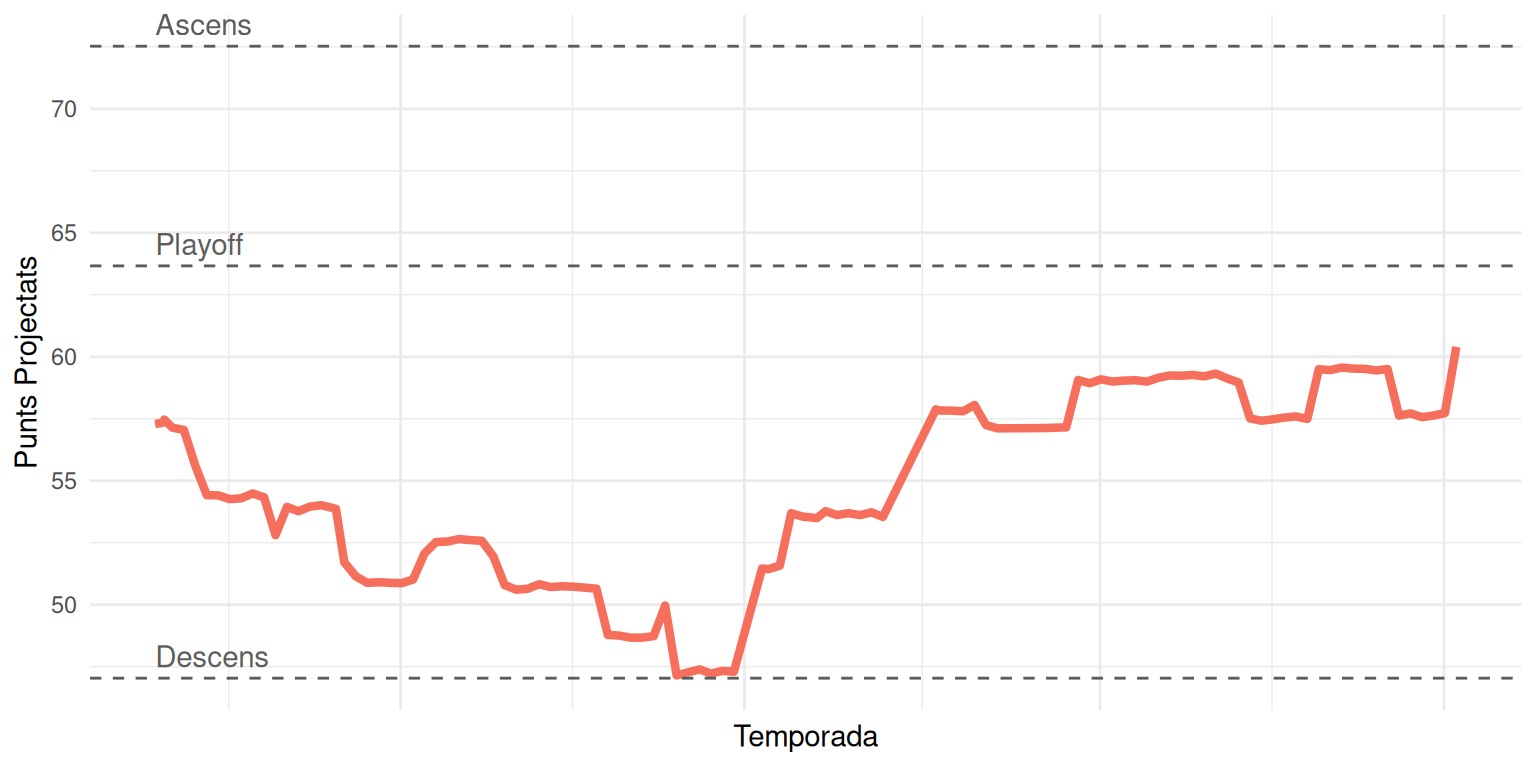 Ascens
70
65
Playoff
60
55
50
Descens
Punts Projectats
Temporada